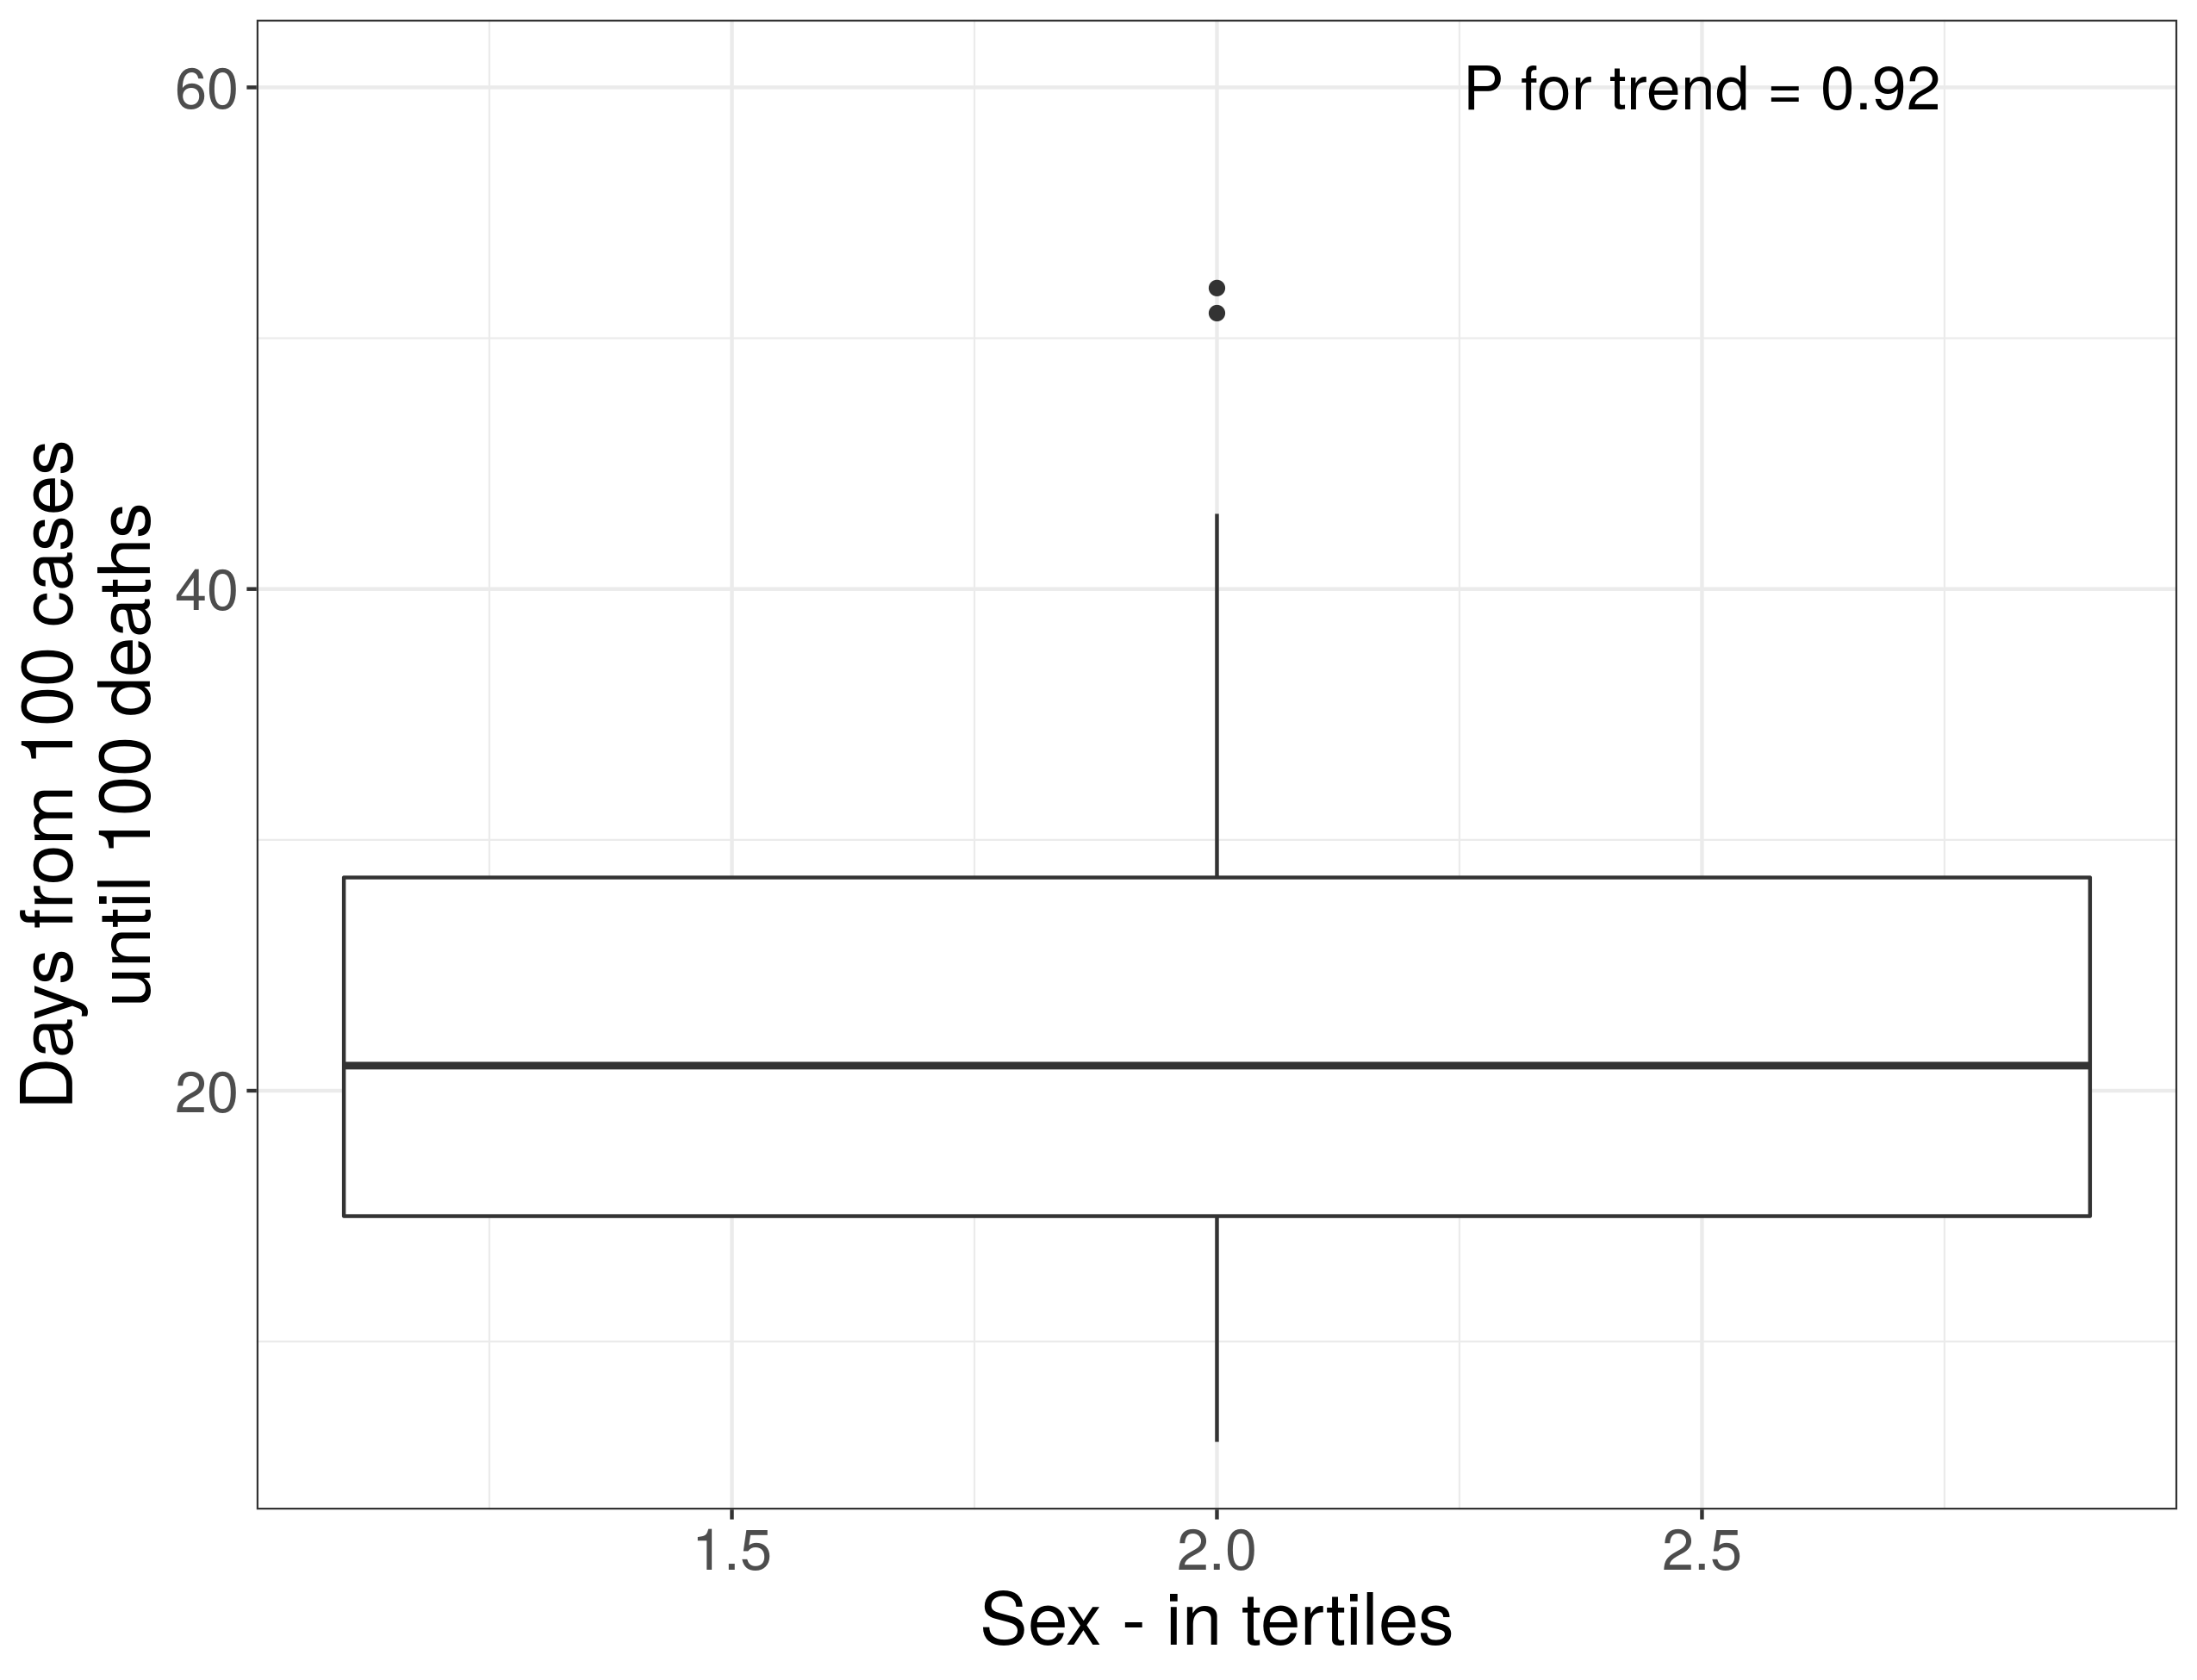 P for trend = 0.92
Days from 100 cases
until 100 deaths
60
40
20
1.5
2.0
2.5
Sex - in tertiles